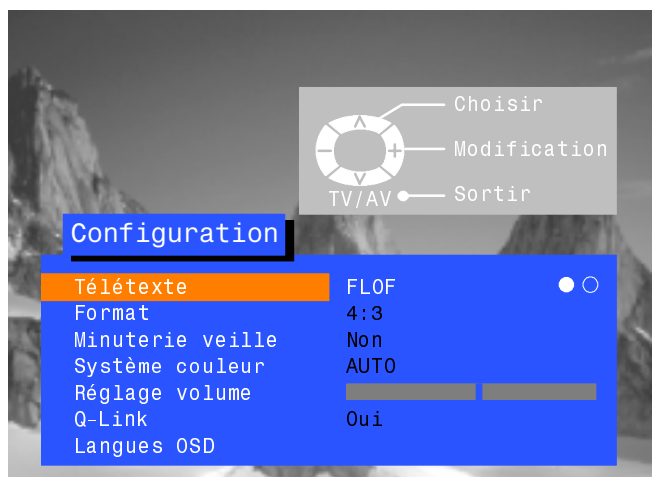 Choisir
Modification
TV/AV Sortir
Configuration
Télétexte FLOF
Format 4:3
Minuterie veille Non
Système couleur AUTO
Réglage volume
Q-Link Oui
Langues OSD